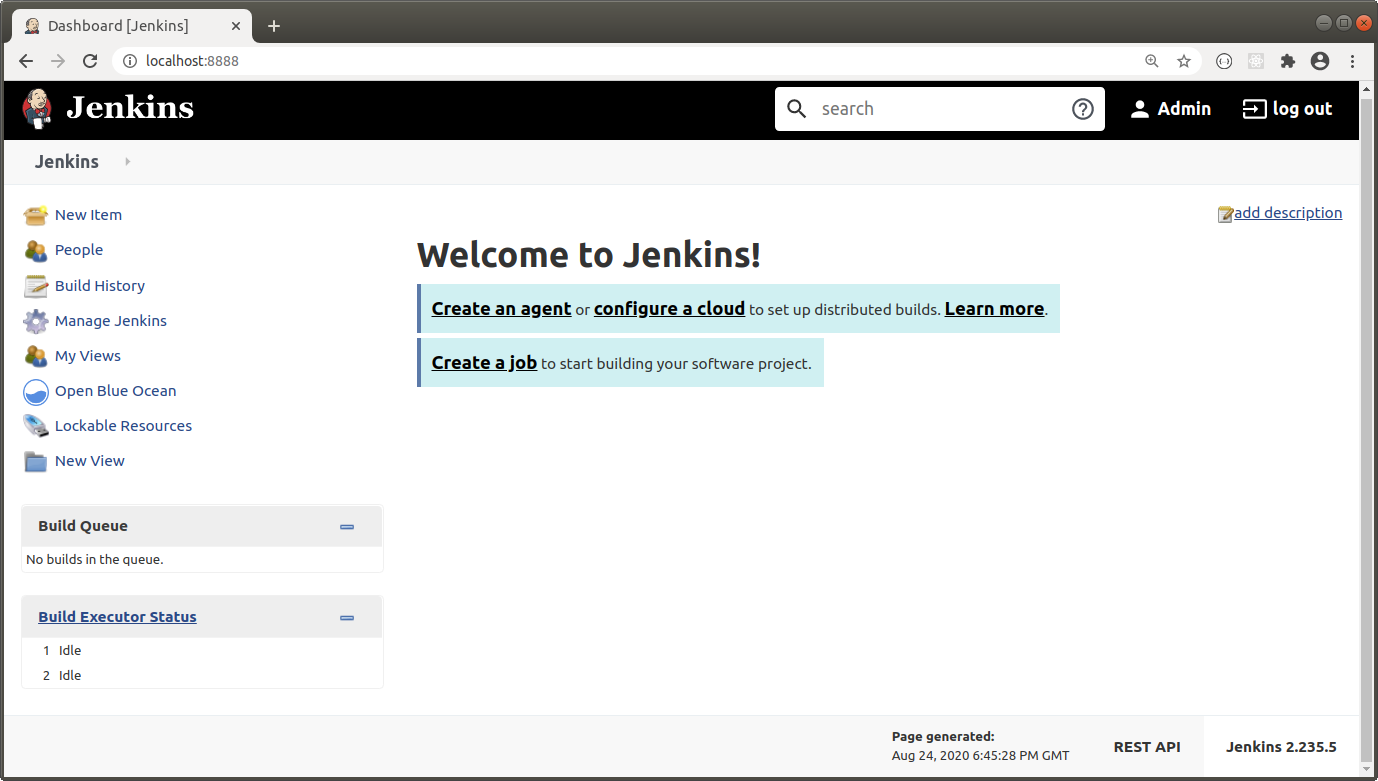 Dashboard [Jenkins]
localhost:8888
Jenkins
search
Admin
log out
Jenkins
New Item
People
Build History
Manage Jenkins
My Views
Open Blue Ocean
Lockable Resources
New View
Build Queue
No builds in the queue.
Build Executor Status
1 Idle
2 Idle
add description
Welcome to Jenkins!
Create an agent or configure a cloud to set up distributed builds. Learn more.
Create a job to start building your software project.
Page generated:
Aug 24, 2020 6:45:28 PM GMT
REST API
Jenkins 2.235.5